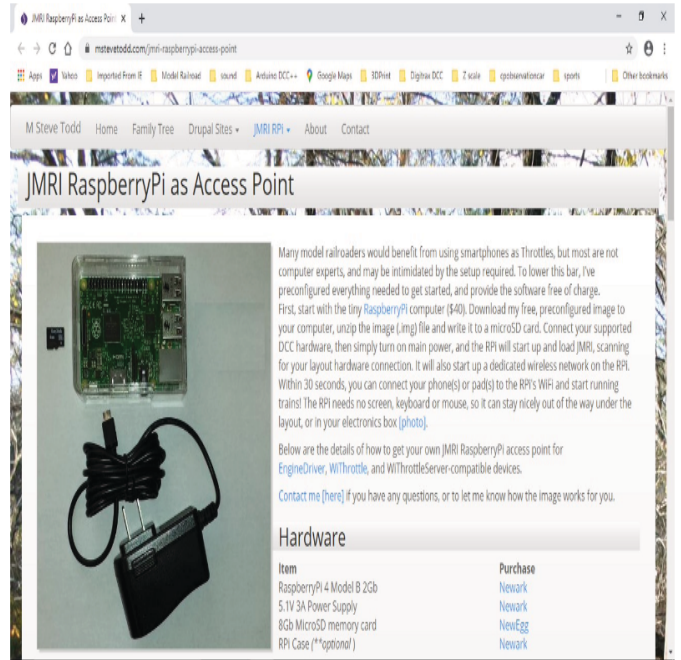 JMRI RaspberryPi as Access Poin
mstevetodd.com/jmri-raspberrypi-access-point
Apps Yahoo Imported From IE Model Railroad sound Arduino DCC++ Google Maps 3DPrint Digitrax DCC Z scale cpobservationcar sports Other bookmarks
M Steve Todd Home Family Tree Drupal Sites JMRI RPI About Contact
JMRI RaspberryPi as Access Point
Many model railroaders would benefit from using smartphones as Throttles, but most are not
computer experts, and may be intimidated by the setup required. To lower this bar, I've
preconfigured everything needed to get started, and provide the software free of charge.
First, start with the tiny RaspberryPi computer ($40). Download my free, preconfigured image to
your computer, unzip the image (.img) file and write it to a microSD card. Connect your supported
DCC hardware, then simply turn on main power, and the RPi will start up and load JMRI, scanning
for your layout hardware connection. It will also start up a dedicated wireless network on the RPi.
Within 30 seconds, you can connect your phone(s) or pad(s) to the RPi's WiFi and start running
trains! The RPi needs no screen, keyboard or mouse, so it can stay nicely out of the way under the
layout, or in your electronics box [photo].
Below are the details of how to get your own JMRI RaspberryPi access point for
EngineDriver, WiThrottle, and WiThrottleServer-compatible devices.
Contact me [here] if you have any questions, or to let me know how the image works for you.
Hardware
Item Purchase
RaspberryPi 4 Model B 2Gb Newark
5.1V 3A Power Supply Newark
8Gb MicroSD memory card NewEgg
RPi Case (**optional) Newark